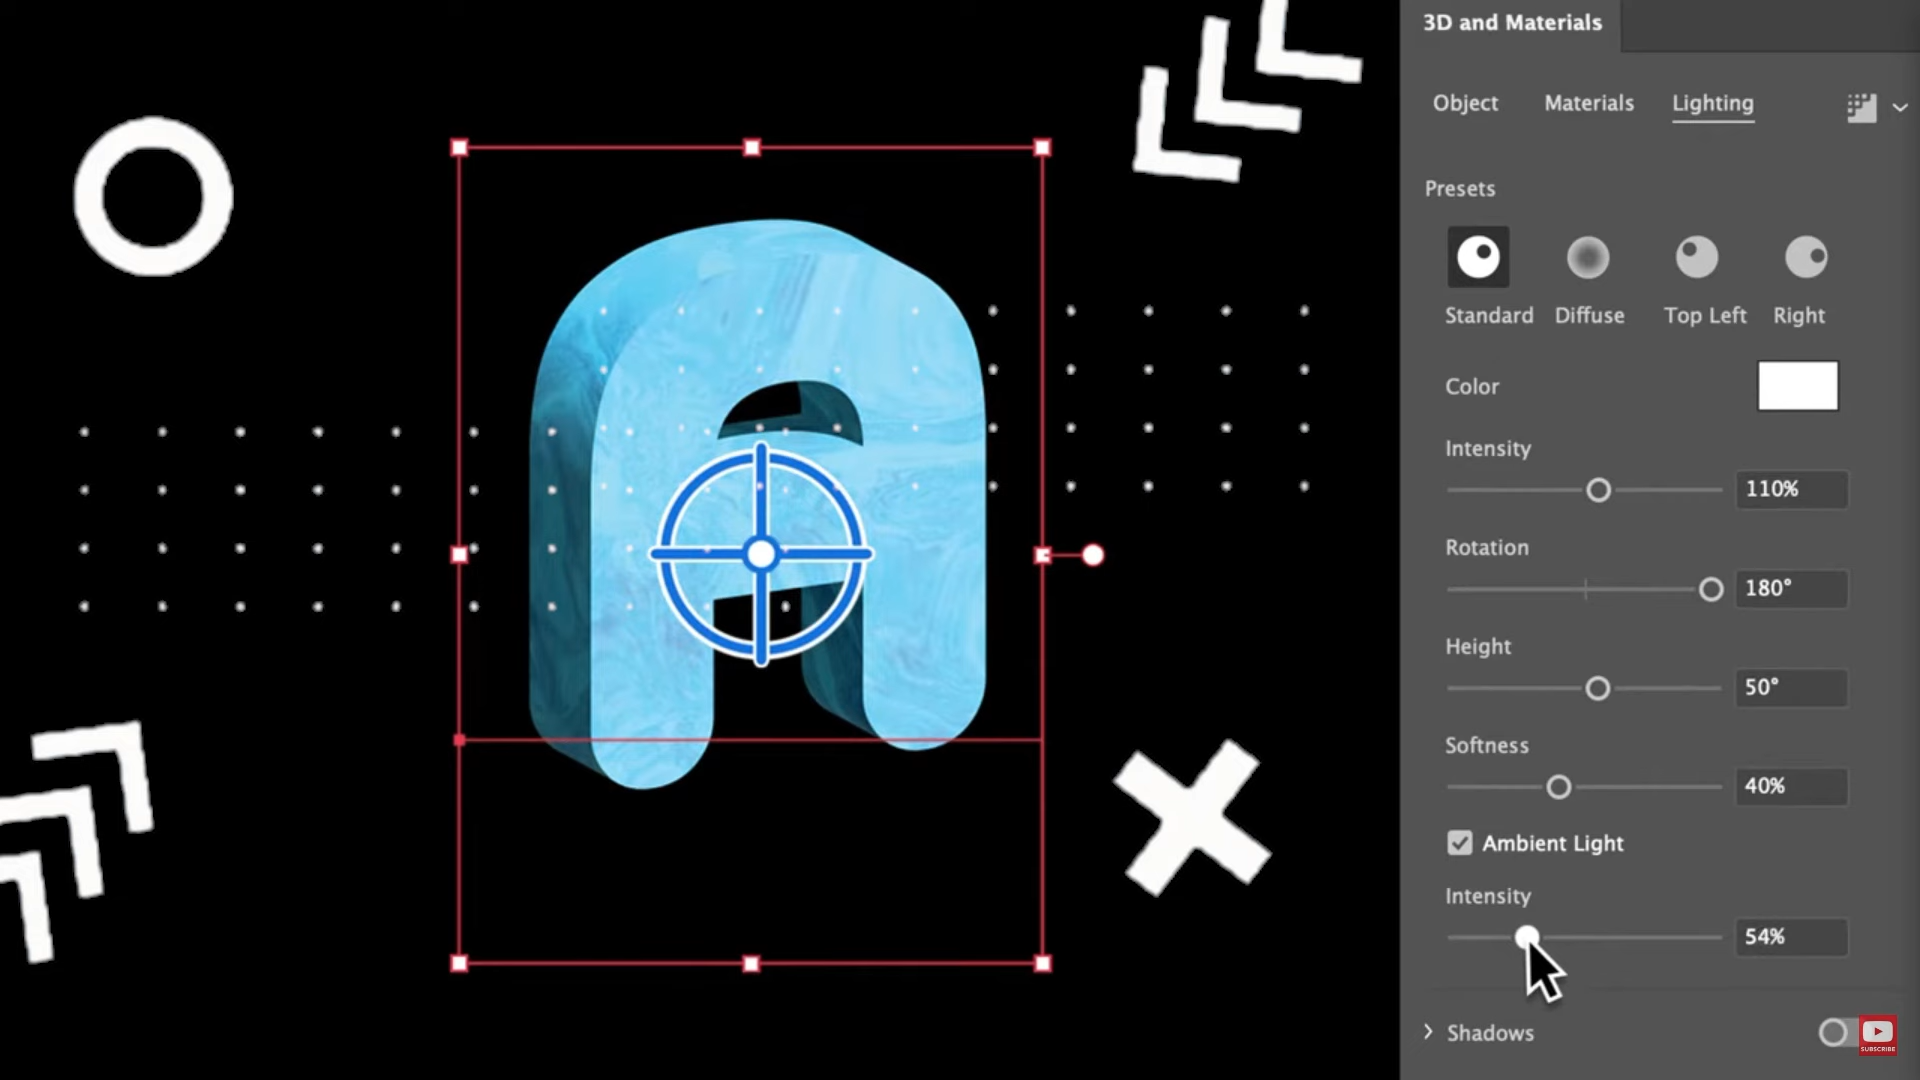 3D and Materials
Object Materials Lighting
Presets
Standard Diffuse Top Left Right
Color
Intensity
110%
Rotation
180°
Height
50°
Softness
40%
Ambient Light
Intensity
54%
Shadows
SUBSCRIBE
A